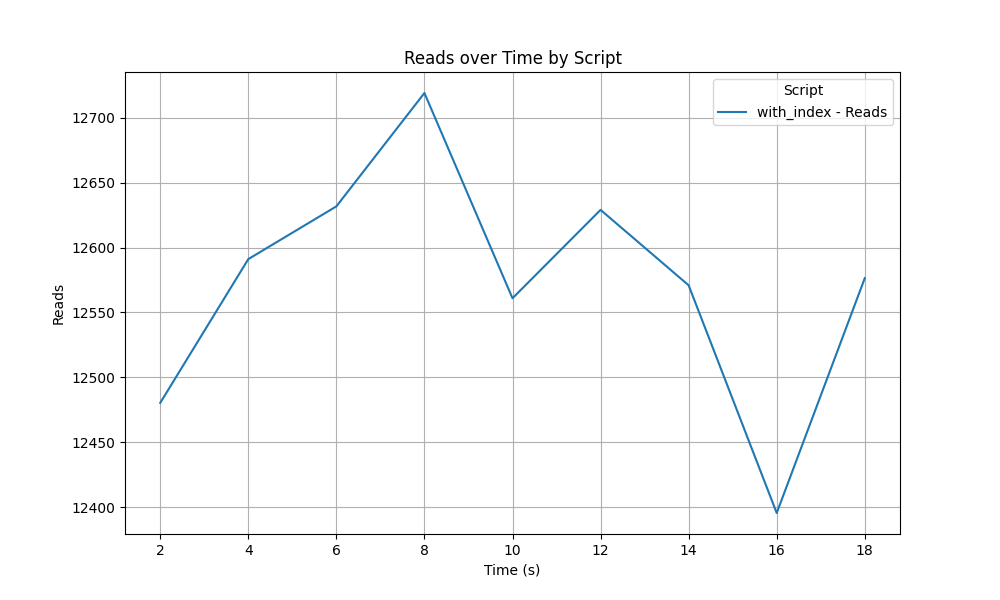 Reads over Time by Script
Script
with_index - Reads
Reads
12700
12650
12600
12550
12500
12450
12400
2 4 6 8 10 12 14 16 18
Time (s)